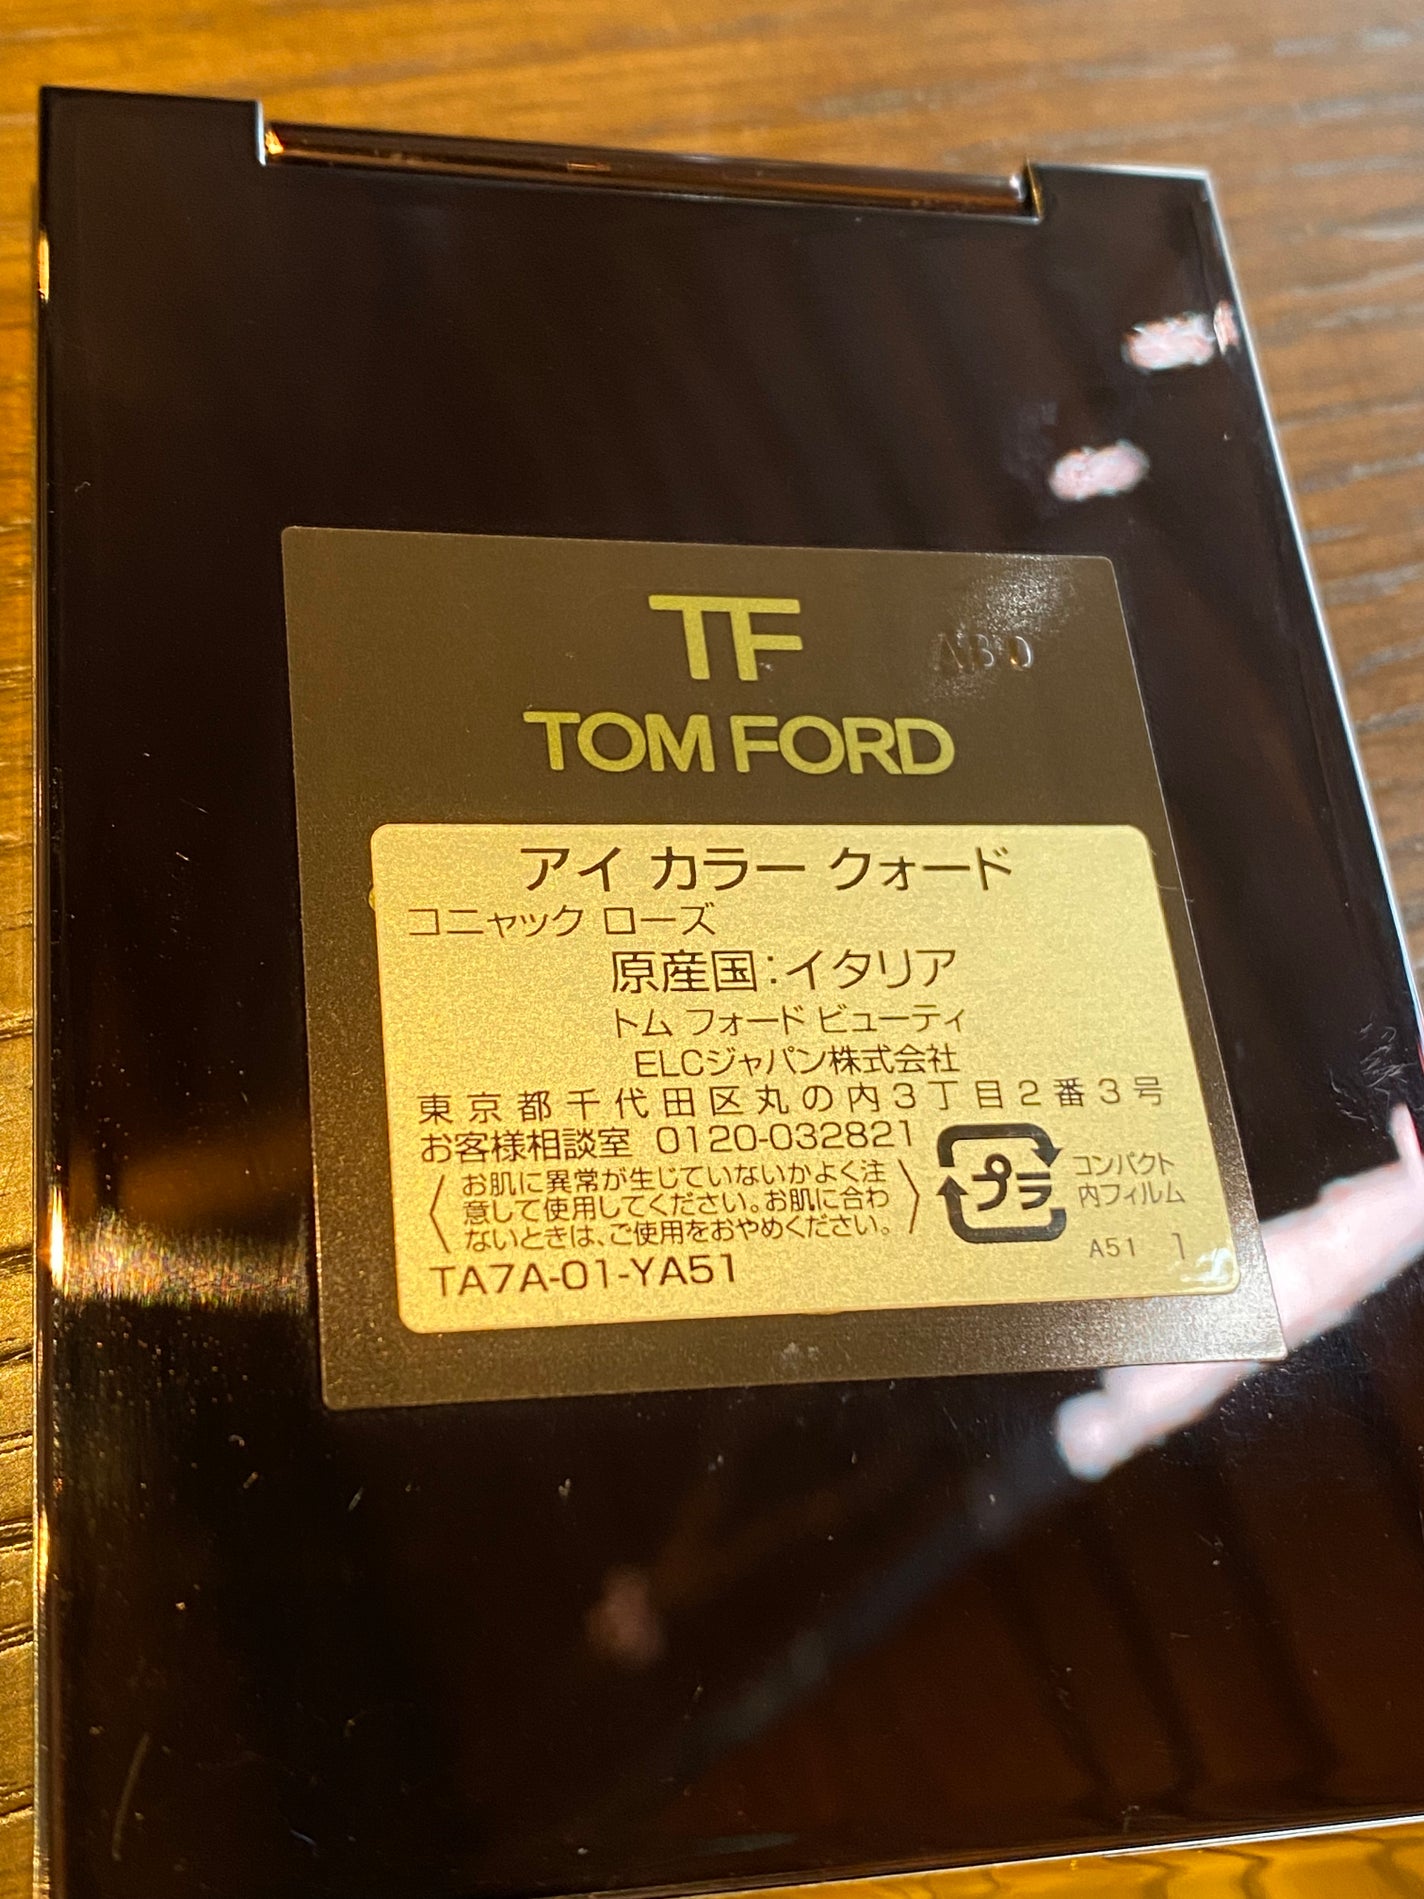 TF
AB0
TOM FORD
アイ カラー クォード
コニャック ローズ
原産国:イタリア
トム フォード ビューティ
ELCジャパン株式会社
東京都千代田区丸の内3丁目2番3号
お客様相談室 0120-032821
お肌に異常が生じていないかよく注
意して使用してください。お肌に合わ
ないときは、ご使用をおやめください。
プラ
コンパクト
内フィルム
A51 1
TA7A-01-YA51